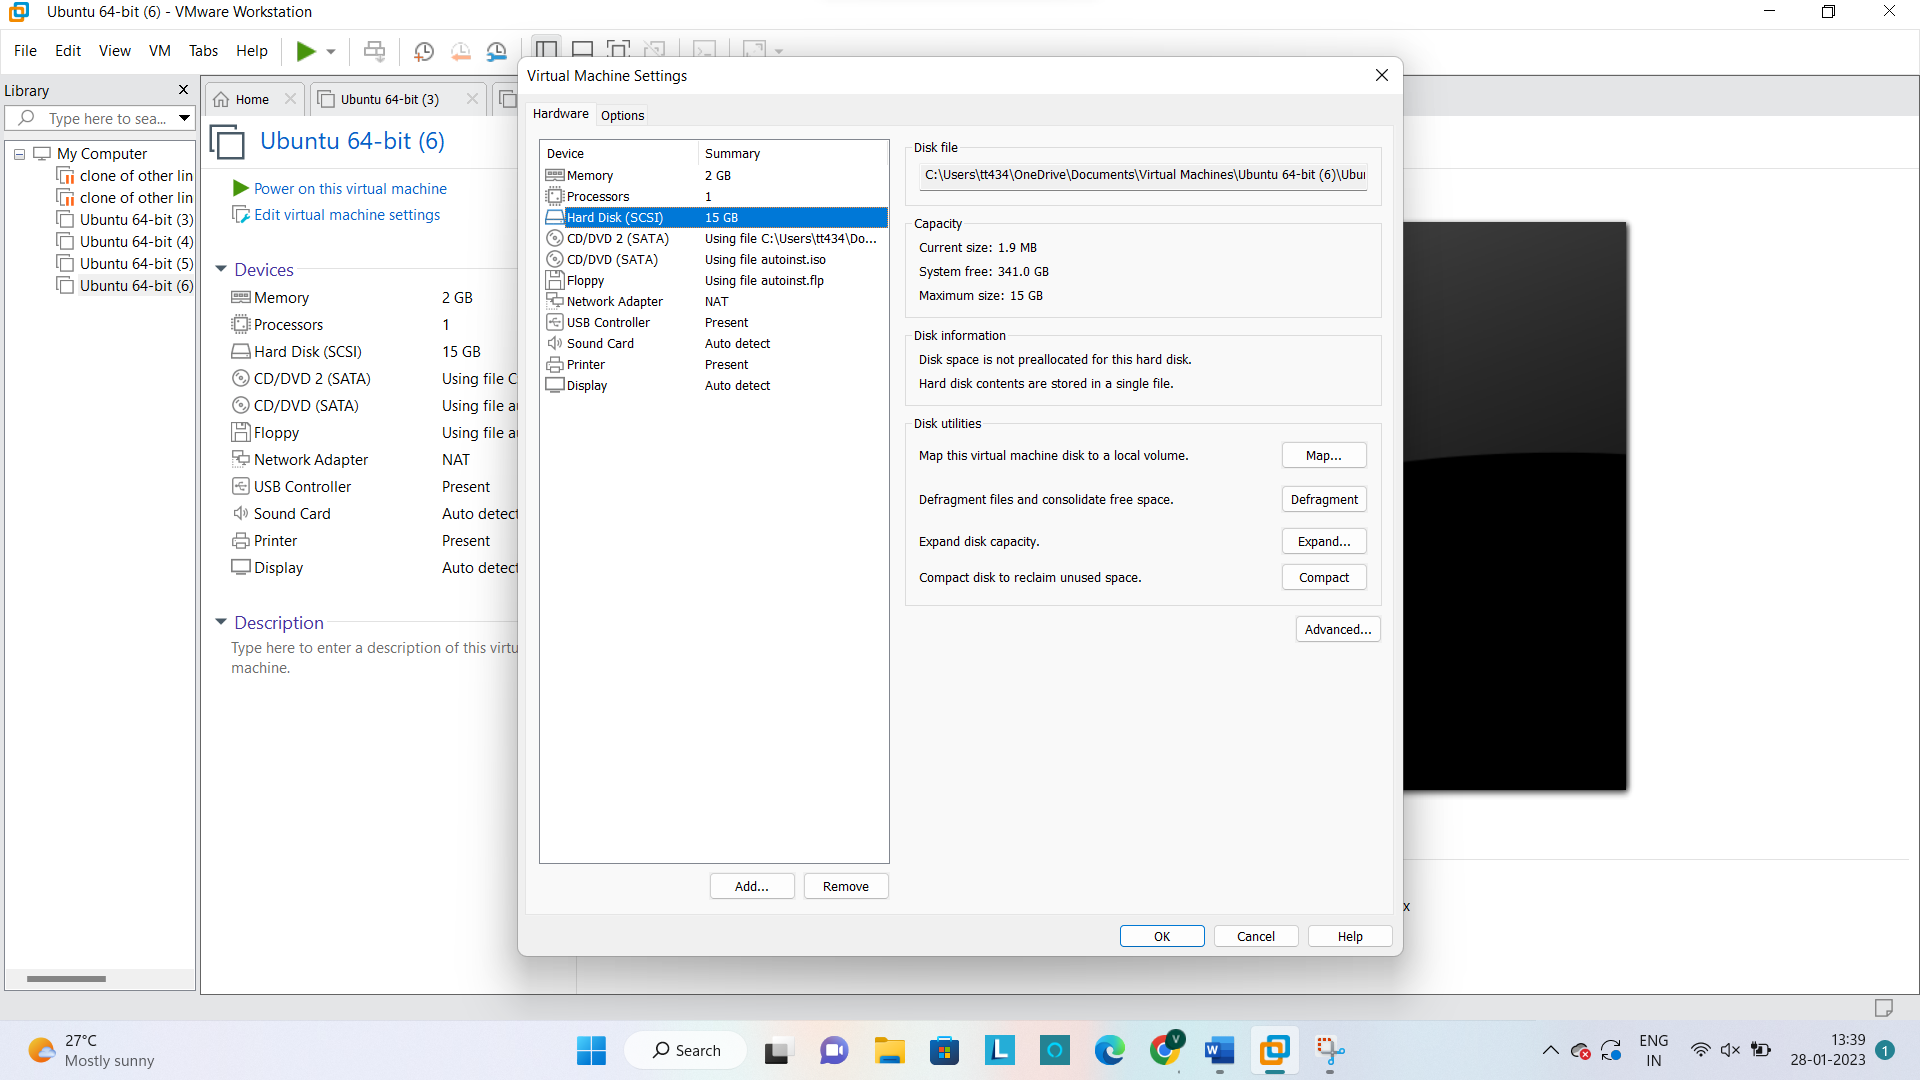 Ubuntu 64-bit (6) - VMware Workstation
File Edit View VM Tabs Help
Library
Type here to sea...
My Computer
clone of other lin
clone of other lin
Ubuntu 64-bit (3)
Ubuntu 64-bit (4)
Ubuntu 64-bit (5)
Ubuntu 64-bit (6)
Home
Ubuntu 64-bit (3)
Ubuntu 64-bit (6)
Power on this virtual machine
Edit virtual machine settings
Devices
Memory 2 GB
Processors 1
Hard Disk (SCSI) 15 GB
CD/DVD 2 (SATA) Using file C
CD/DVD (SATA) Using file a
Floppy Using file a
Network Adapter NAT
USB Controller Present
Sound Card Auto detect
Printer Present
Display Auto detect
Description
Type here to enter a description of this virtu
machine.
Virtual Machine Settings
Hardware Options
Device Summary
Memory 2 GB
Processors 1
Hard Disk (SCSI) 15 GB
CD/DVD 2 (SATA) Using file C:\Users\tt434\Do...
CD/DVD (SATA) Using file autoinst.iso
Floppy Using file autoinst.flp
Network Adapter NAT
USB Controller Present
Sound Card Auto detect
Printer Present
Display Auto detect
Add... Remove
Disk file
C:\Users\tt434\OneDrive\Documents\Virtual Machines\Ubuntu 64-bit (6)\Ubu
Capacity
Current size: 1.9 MB
System free: 341.0 GB
Maximum size: 15 GB
Disk information
Disk space is not preallocated for this hard disk.
Hard disk contents are stored in a single file.
Disk utilities
Map this virtual machine disk to a local volume. Map...
Defragment files and consolidate free space. Defragment
Expand disk capacity. Expand...
Compact disk to reclaim unused space. Compact
Advanced...
OK Cancel Help
x
27°C
Mostly sunny
Search
V
ENG
IN
13:39
28-01-2023
1